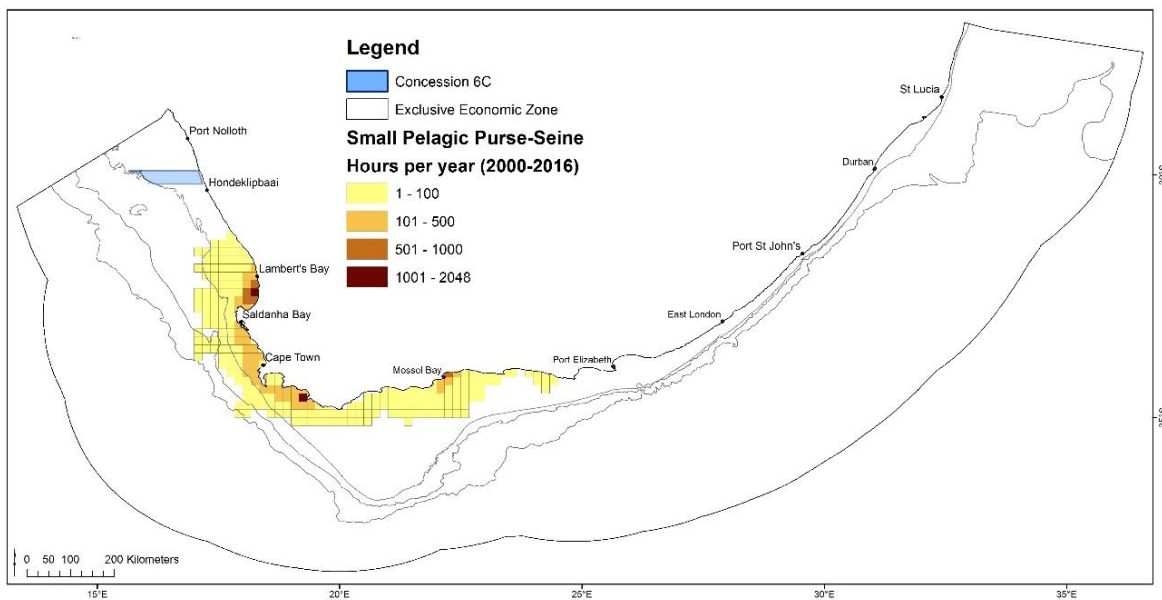 Legend
Concession 6C
Exclusive Economic Zone
Small Pelagic Purse-Seine
Hours per year (2000-2016)
1 - 100
101 - 500
501 - 1000
1001 - 2048
St Lucia
Port Nolloth
Durban
Hondeklipbaai
Port St John's
Lambert's Bay
Saldanha Bay
East London
Cape Town
Port Elizabeth
Mossol Bay
0 50 100 200 Kilometers
15°E 20°E 25°E 30°E 35°E